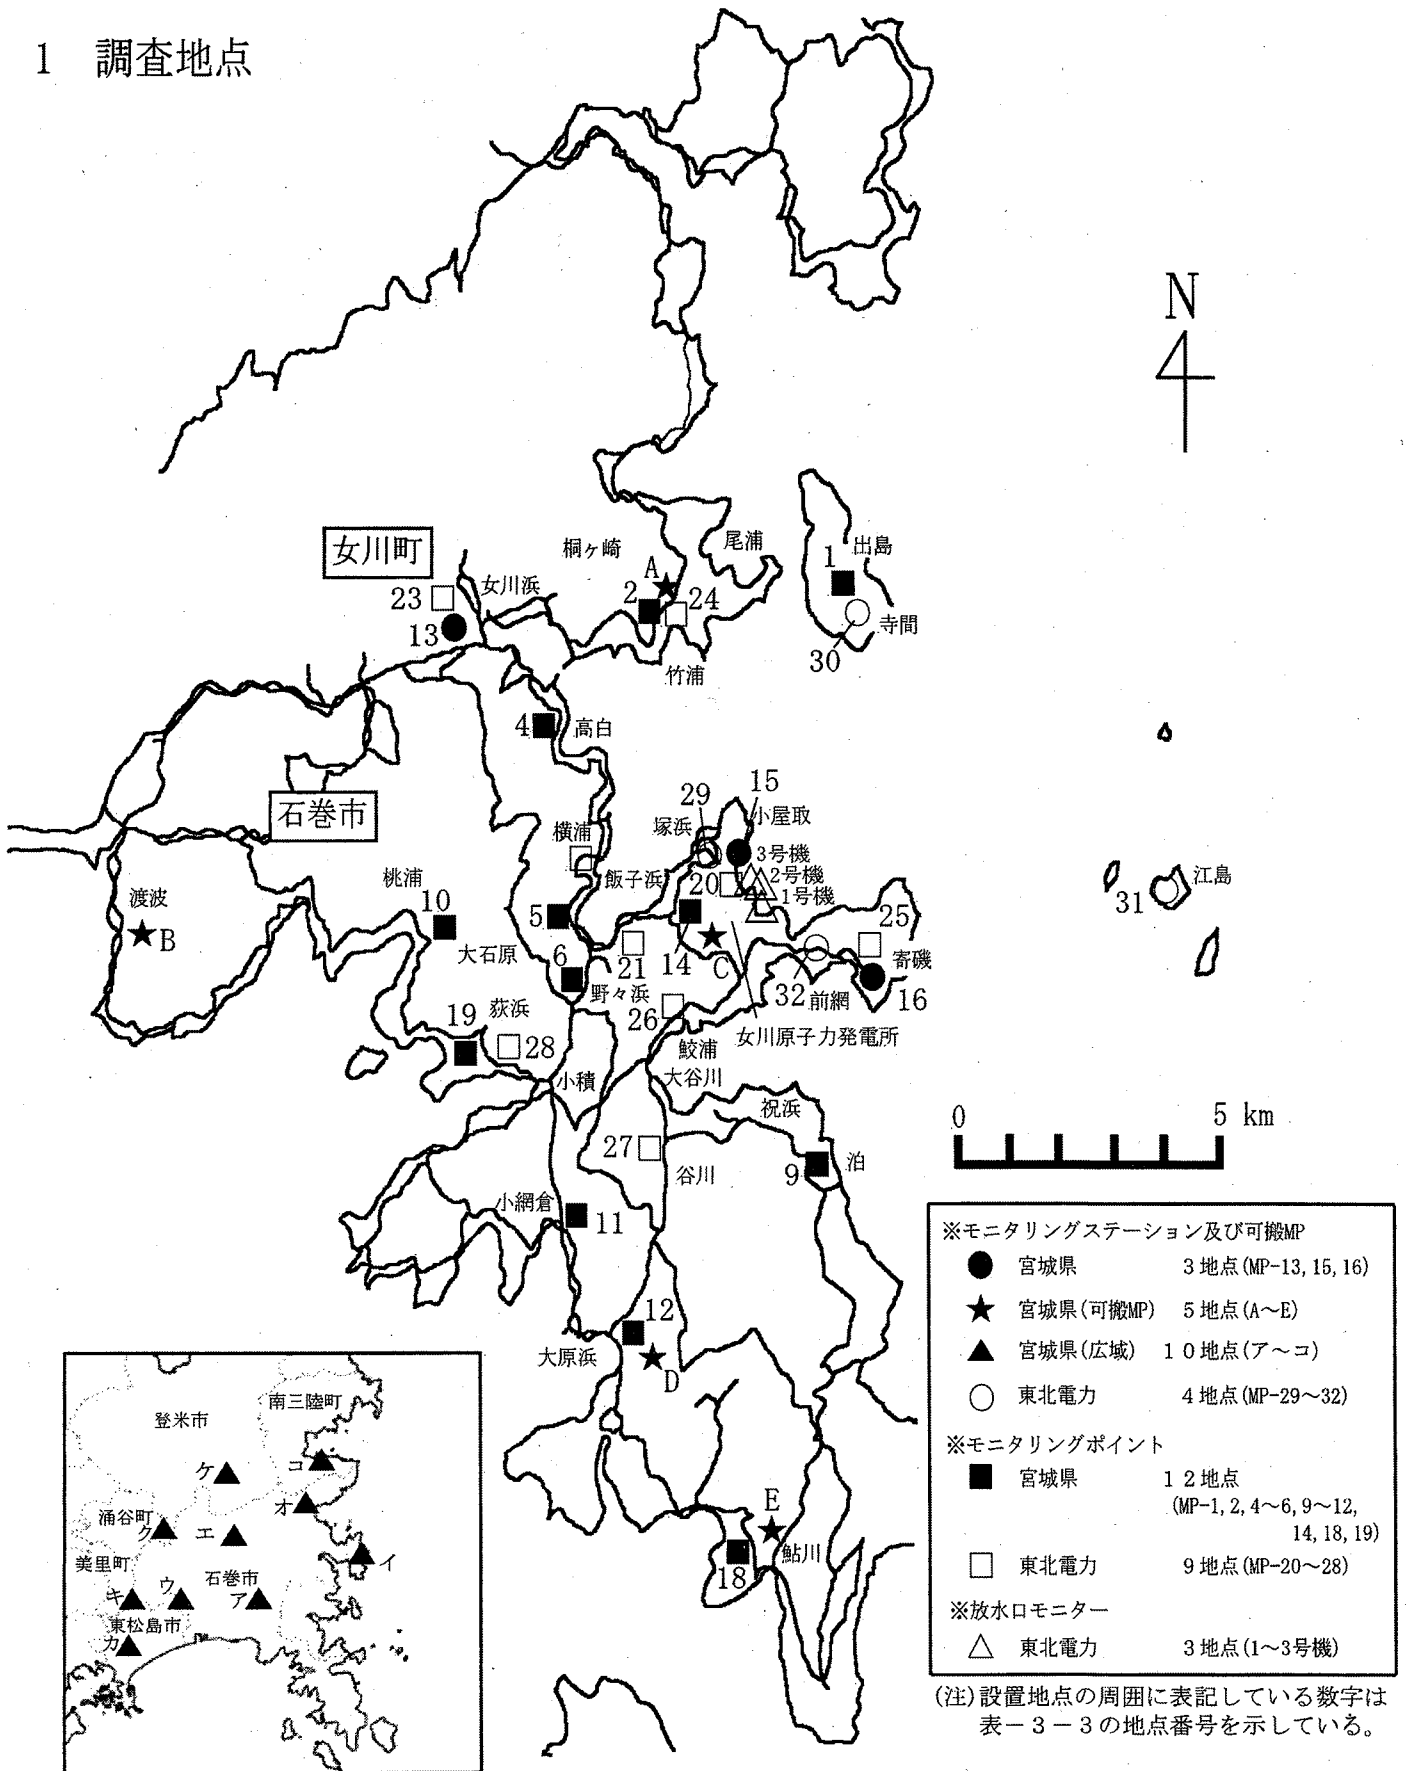 1 調査地点
N
桐ヶ崎
尾浦
出島
女川町
女川浜
A
1
23
2
24
13
寺間
30
竹浦
4
高白
15
29
小屋取
石巻市
塚浜
横浦
3号機
2号機
20
1号機
飯子浜
江島
桃浦
31
渡波
10
25
B
5
大石原
6
21
14
C
寄磯
野々浜
32
前網
16
19
荻浜
26
28
鮫浦
女川原子力発電所
小積
大谷川
祝浜
0
5 km
27
9
泊
谷川
小網倉
11
12
大原浜
D
E
18
鮎川
※モニタリングステーション及び可搬MP
宮城県 3地点(MP-13,15,16)
宮城県(可搬MP) 5地点(A～E)
宮城県(広域) 10地点(ア～コ)
東北電力 4地点(MP-29～32)
※モニタリングポイント
宮城県 12地点
(MP-1,2,4～6,9～12,
14,18,19)
東北電力 9地点(MP-20～28)
※放水口モニター
東北電力 3地点(1～3号機)
(注)設置地点の周囲に表記している数字は
表－3－3の地点番号を示している。
南三陸町
登米市
ケ
コ
オ
涌谷町
ク
エ
美里町
イ
石巻市
キ
ウ
ア
東松島市
カ